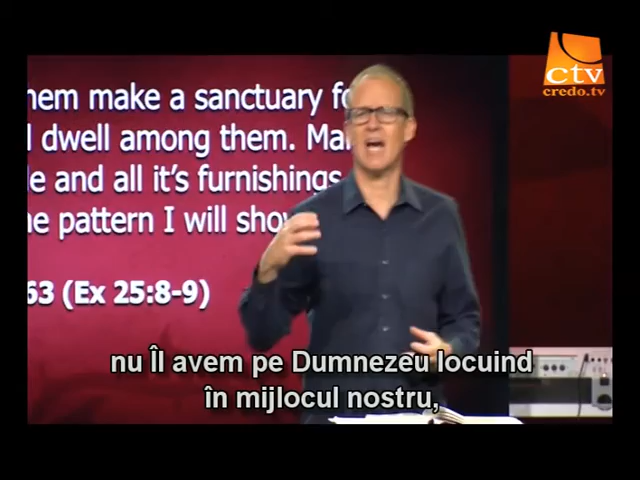 ctv
credo.tv
hem make a sanctuary fo
l dwell among them. Mak
le and all it's furnishings
he pattern I will show
63 (Ex 25:8-9)
nu Îl avem pe Dumnezeu locuind
în mijlocul nostru,